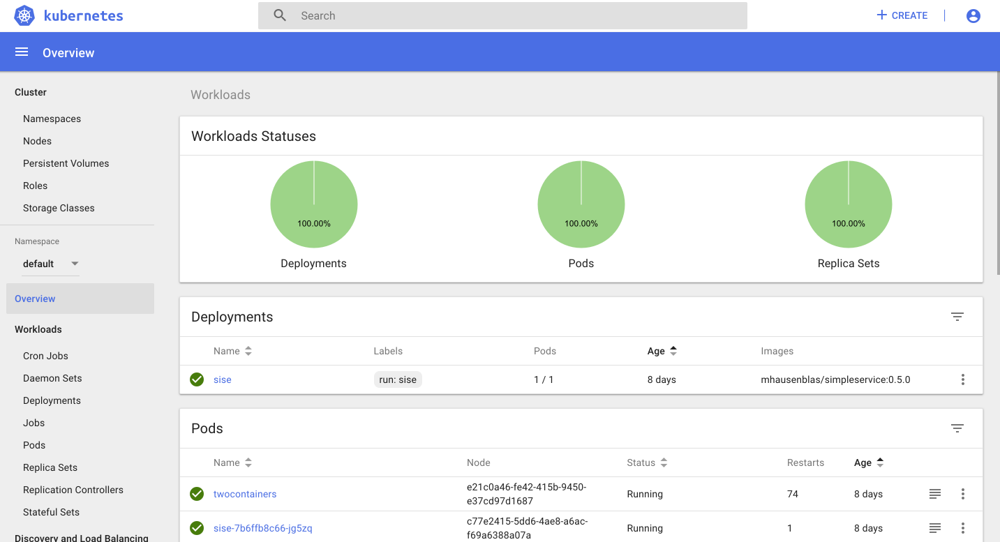 kubernetes
Search
CREATE
Overview
Cluster
Namespaces
Nodes
Persistent Volumes
Roles
Storage Classes
Namespace
default
Overview
Workloads
Cron Jobs
Daemon Sets
Deployments
Jobs
Pods
Replica Sets
Replication Controllers
Stateful Sets
Discovery and Load Balancing
Workloads
Workloads Statuses
100.00% 100.00% 100.00%
Deployments Pods Replica Sets
Deployments
Name Labels Pods Age Images
sise run: sise 1 / 1 8 days mhausenblas/simpleservice:0.5.0
Pods
Name Node Status Restarts Age
twocontainers e21c0a46-fe42-415b-9450-
e37cd97d1687 Running 74 8 days
sise-7b6ffb8c66-jg5zq c77e2415-5dd6-4ae8-a6ac-
f69a6388a07a Running 1 8 days